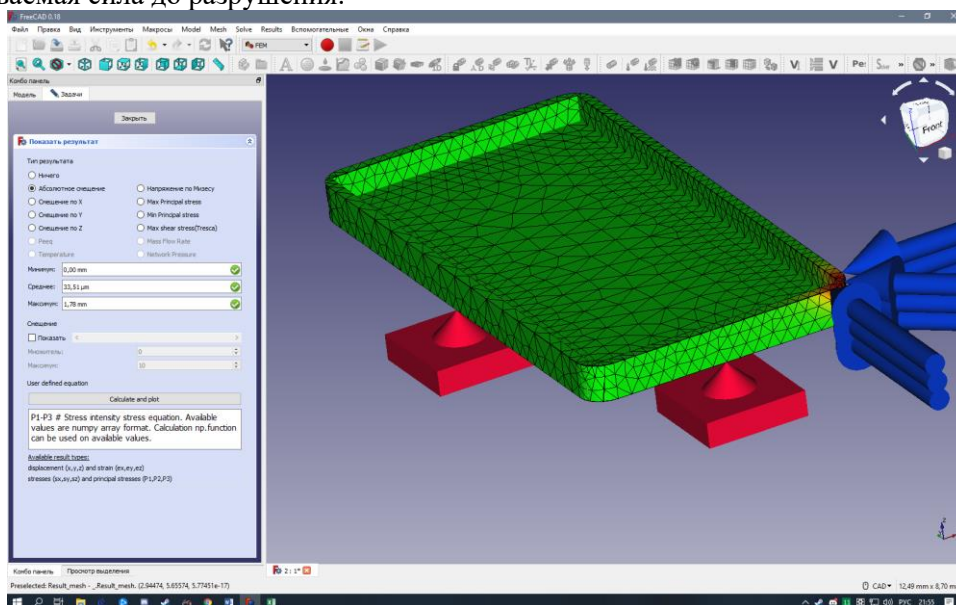 ваемая сила до разрушения.
FreeCAD 0.18
Файл Правка Вид Инструменты Макросы Model Mesh Solve Results Вспомогательные Окна Справка
FEM
Комбо панель
Модель Задачи
Закрыть
Показать результат
Тип результата
Ничего
Абсолютное смещение Напряжение по Мизесу
Смещение по X Max Principal stress
Смещение по Y Min Principal stress
Смещение по Z Max shear stress(Tresca)
Peeq Mass Flow Rate
Temperature Network Pressure
Минимум: 0,00 mm
Среднее: 33,51 µm
Максимум: 1,78 mm
Смещение
Показать
Множитель: 0
Максимум: 10
User defined equation
Calculate and plot
P1-P3 # Stress intensity stress equation. Available
values are numpy array format. Calculation np.function
can be used on available values.
Available result types:
displacement (x,y,z) and strain (ex,ey,ez)
stresses (sx,sy,sz) and principal stresses (P1,P2,P3)
Front
Комбо панель Просмотр выделения
2 : 1*
Preselected: Result_mesh - _Result_mesh. (2.94474, 5.65574, 5.77451e-17)
CAD 12,49 mm x 8,70 m
РУС 21:55